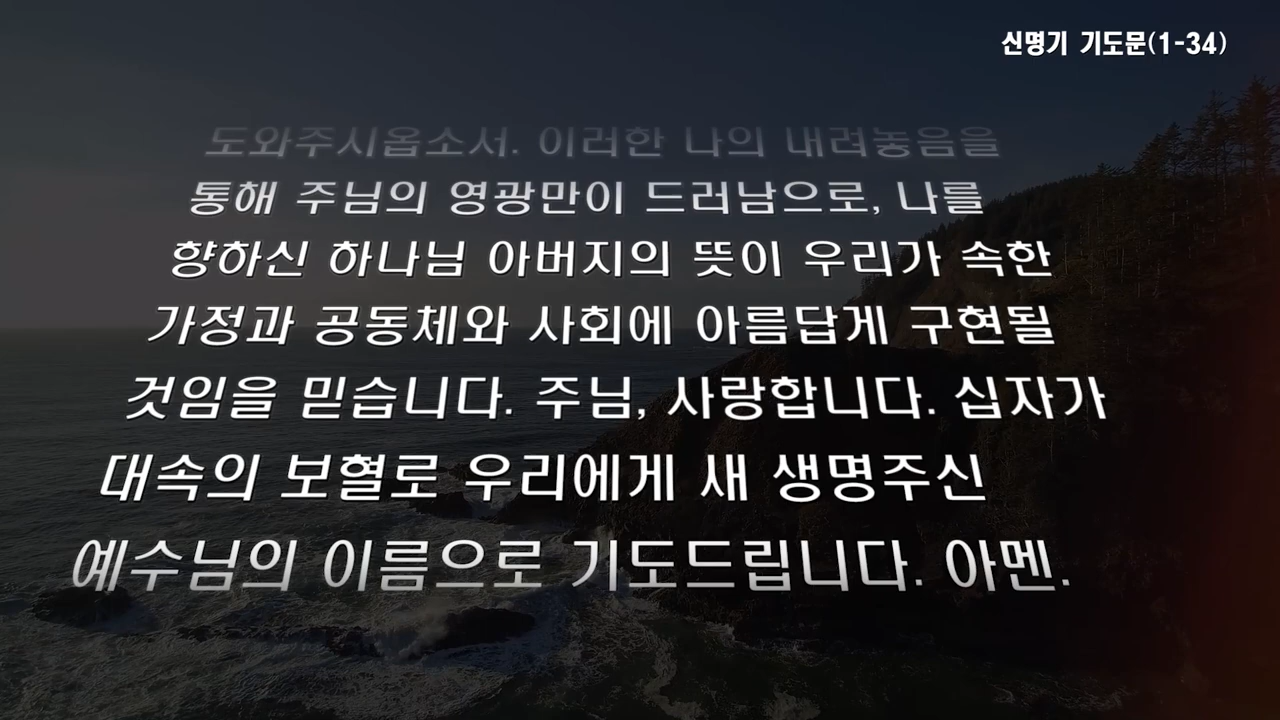 신명기 기도문(1-34)
도와주시옵소서. 이러한 나의 내려놓음을
통해 주님의 영광만이 드러남으로, 나를
향하신 하나님 아버지의 뜻이 우리가 속한
가정과 공동체와 사회에 아름답게 구현될
것임을 믿습니다. 주님, 사랑합니다. 십자가
대속의 보혈로 우리에게 새 생명주신
예수님의 이름으로 기도드립니다. 아멘.